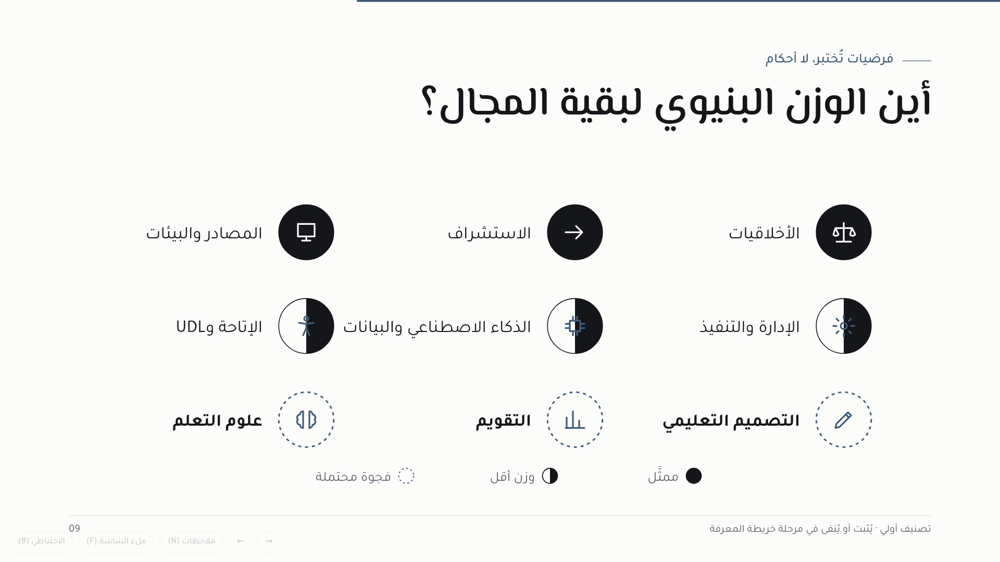 فرضيات تُختبر، لا أحكام
أين الوزن البنيوي لبقية المجال؟
الأخلاقيات
الاستشراف
المصادر والبيئات
الإدارة والتنفيذ
الذكاء الاصطناعي والبيانات
الإتاحة وUDL
التصميم التعليمي
التقويم
علوم التعلم
ممثَّل
وزن أقل
فجوة محتملة
تصنيف أولي · يُثبت أو يُنفى في مرحلة خريطة المعرفة
09
→
←
ملاحظات (N)
ملء الشاشة (F)
الاحتياطي (B)